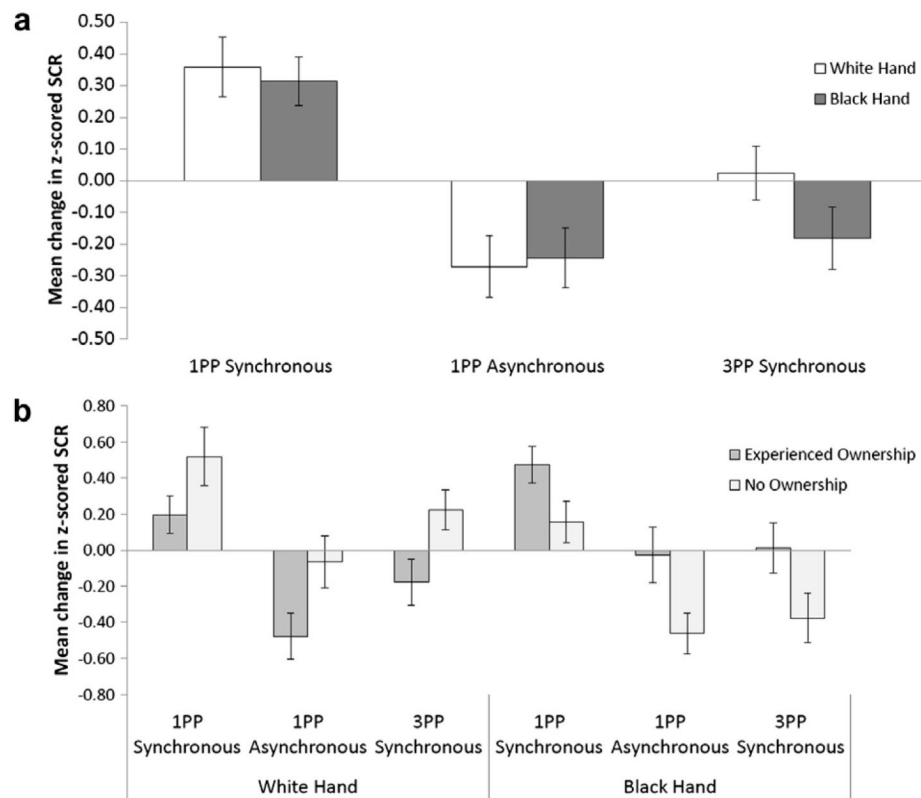 a
Mean change in z-scored SCR
0.50
0.40
0.30
0.20
0.10
0.00
-0.10
-0.20
-0.30
-0.40
-0.50
White Hand
Black Hand
1PP Synchronous
1PP Asynchronous
3PP Synchronous
b
Mean change in z-scored SCR
0.80
0.60
0.40
0.20
0.00
-0.20
-0.40
-0.60
-0.80
Experienced Ownership
No Ownership
1PP
Synchronous
1PP
Asynchronous
3PP
Synchronous
1PP
Synchronous
1PP
Asynchronous
3PP
Synchronous
White Hand
Black Hand